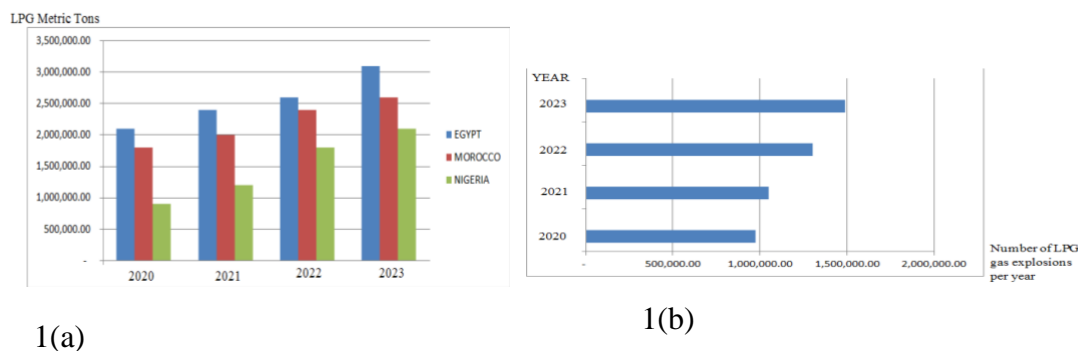 LPG Metric Tons
3,500,000.00
3,000,000.00
2,500,000.00
2,000,000.00
1,500,000.00
1,000,000.00
500,000.00
-
2020
2021
2022
2023
EGYPT
MOROCCO
NIGERIA
1(a)
YEAR
2023
2022
2021
2020
-
500,000.00
1,000,000.00
1,500,000.00
2,000,000.00
Number of LPG
gas explosions
per year
1(b)